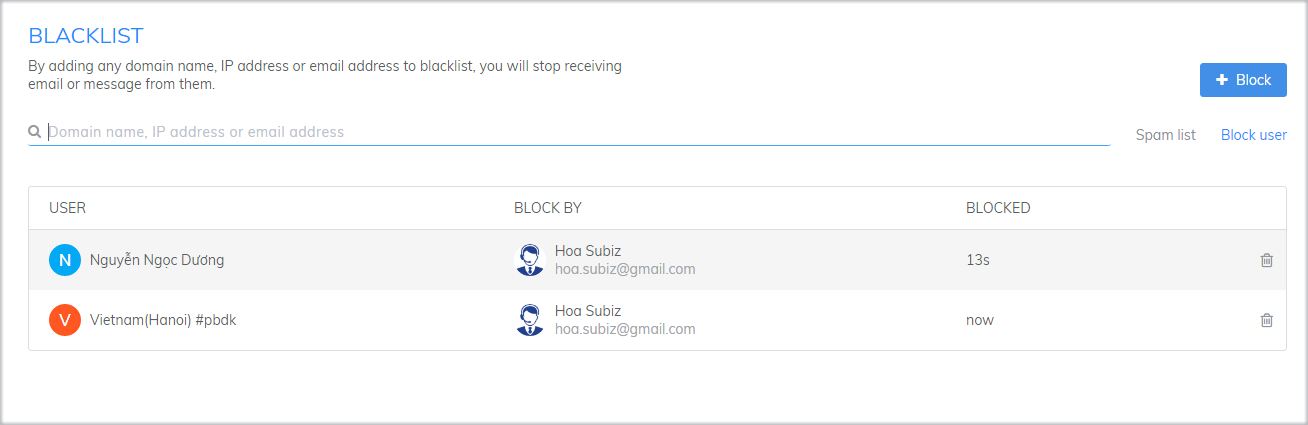 BLACKLIST
By adding any domain name, IP address or email address to blacklist, you will stop receiving
email or message from them.
Block
Domain name, IP address or email address
Spam list
Block user
USER
BLOCK BY
BLOCKED
N
Nguyễn Ngọc Dương
Hoa Subiz
hoa.subiz@gmail.com
13s
V
Vietnam(Hanoi) #pbdk
Hoa Subiz
hoa.subiz@gmail.com
now